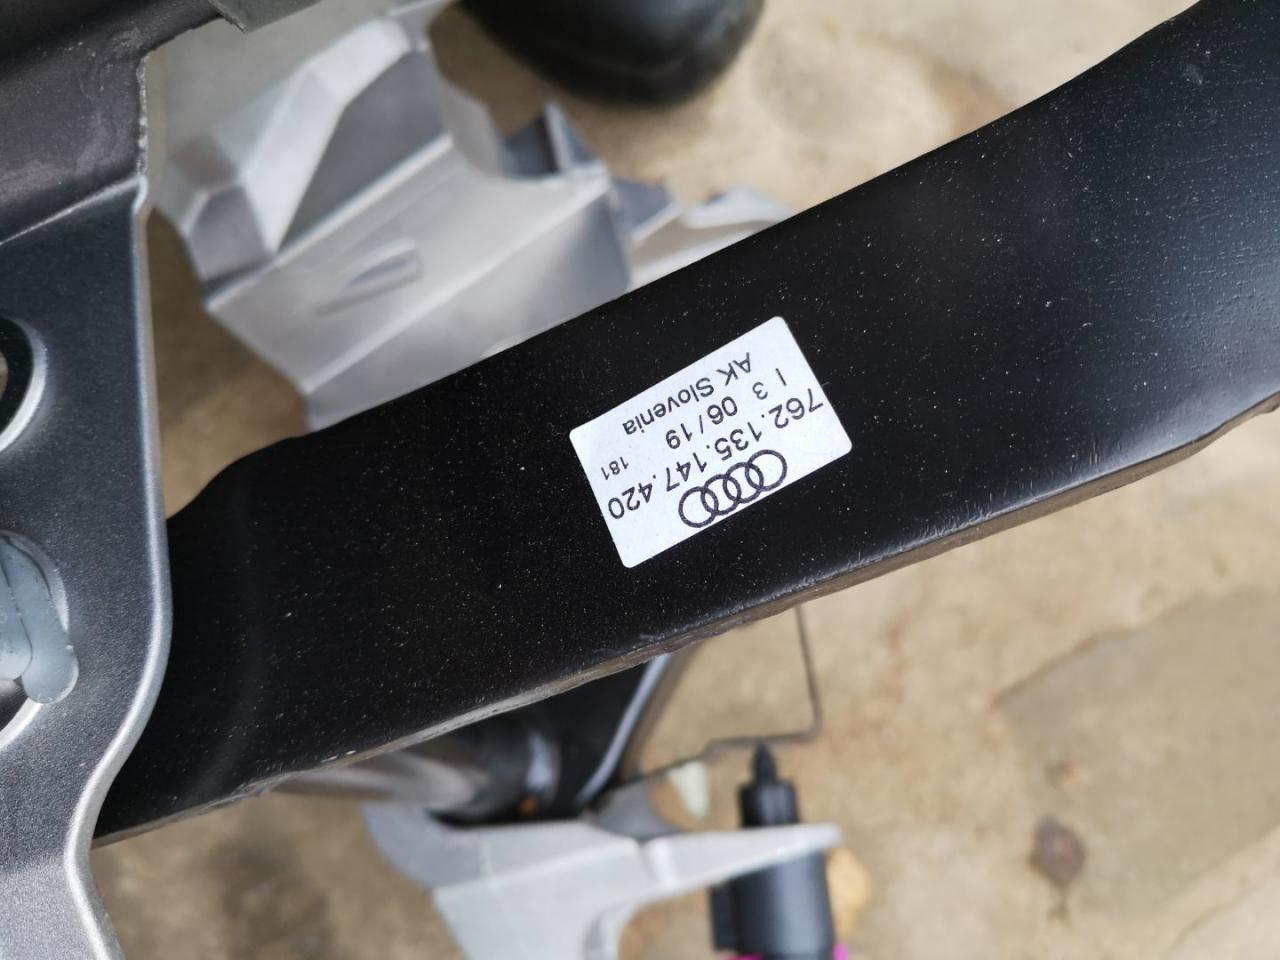 762.135.147.420
I 3 06/19 181
AK Slovenia